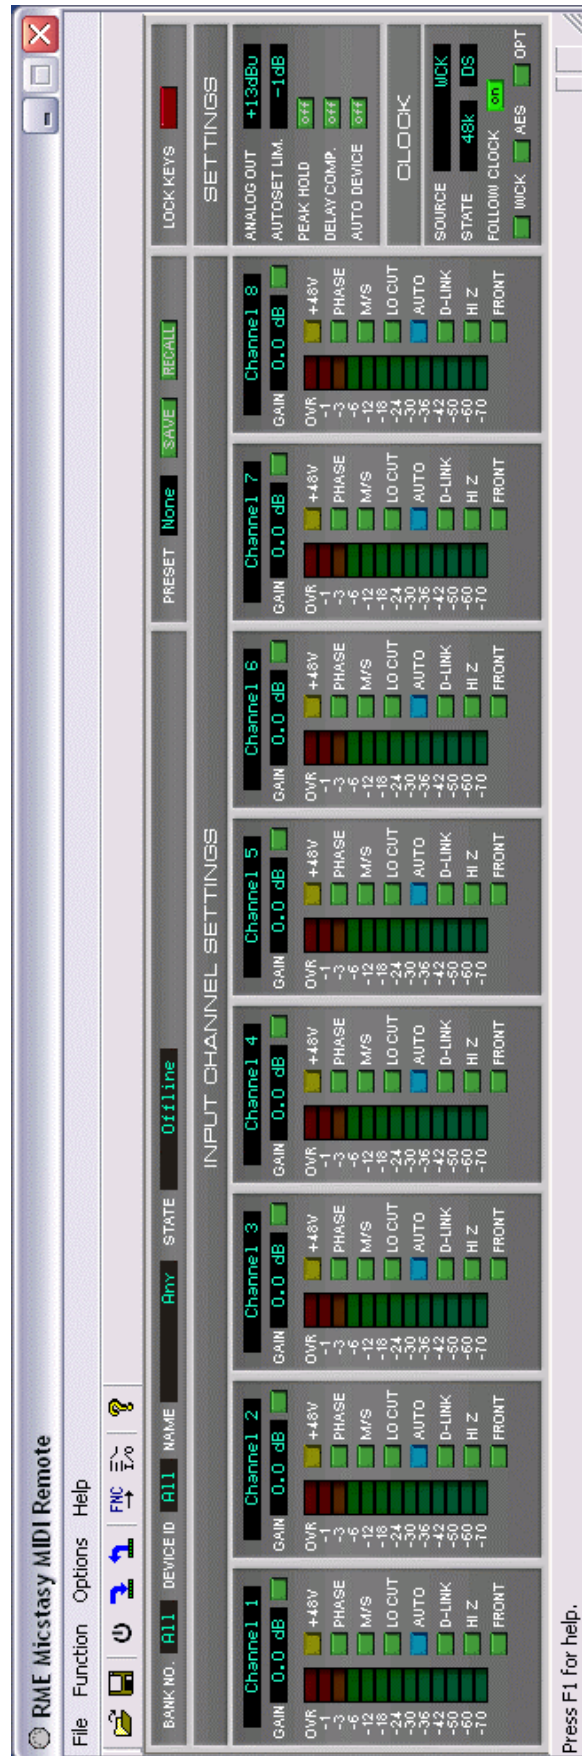 RME Micstasy MIDI Remote
File Function Options Help
FNC I/O ?
BANK NO. All DEVICE ID All NAME Any STATE Offline PRESET None SAVE RECALL LOCK KEYS
INPUT CHANNEL SETTINGS
SETTINGS
Channel 1 Channel 2 Channel 3 Channel 4 Channel 5 Channel 6 Channel 7 Channel 8
GAIN 0.0 dB GAIN 0.0 dB GAIN 0.0 dB GAIN 0.0 dB GAIN 0.0 dB GAIN 0.0 dB GAIN 0.0 dB GAIN 0.0 dB
OVR +48V OVR +48V OVR +48V OVR +48V OVR +48V OVR +48V OVR +48V OVR +48V
-1 -1 -1 -1 -1 -1 -1 -1
-3 PHASE -3 PHASE -3 PHASE -3 PHASE -3 PHASE -3 PHASE -3 PHASE -3 PHASE
-6 -6 -6 -6 -6 -6 -6 -6
-12 M/S -12 M/S -12 M/S -12 M/S -12 M/S -12 M/S -12 M/S -12 M/S
-18 -18 -18 -18 -18 -18 -18 -18
-24 LO CUT -24 LO CUT -24 LO CUT -24 LO CUT -24 LO CUT -24 LO CUT -24 LO CUT -24 LO CUT
-30 -30 -30 -30 -30 -30 -30 -30
-36 AUTO -36 AUTO -36 AUTO -36 AUTO -36 AUTO -36 AUTO -36 AUTO -36 AUTO
-42 D-LINK -42 D-LINK -42 D-LINK -42 D-LINK -42 D-LINK -42 D-LINK -42 D-LINK -42 D-LINK
-50 -50 -50 -50 -50 -50 -50 -50
-60 HI Z -60 HI Z -60 HI Z -60 HI Z -60 HI Z -60 HI Z -60 HI Z -60 HI Z
-70 -70 -70 -70 -70 -70 -70 -70
FRONT FRONT FRONT FRONT FRONT FRONT FRONT FRONT
ANALOG OUT +13dBu
AUTOSET LIM. -1dB
PEAK HOLD off
DELAY COMP. off
AUTO DEVICE off
CLOCK
SOURCE WCK
STATE 48k DS
FOLLOW CLOCK on
WCK AES OPT
Press F1 for help.